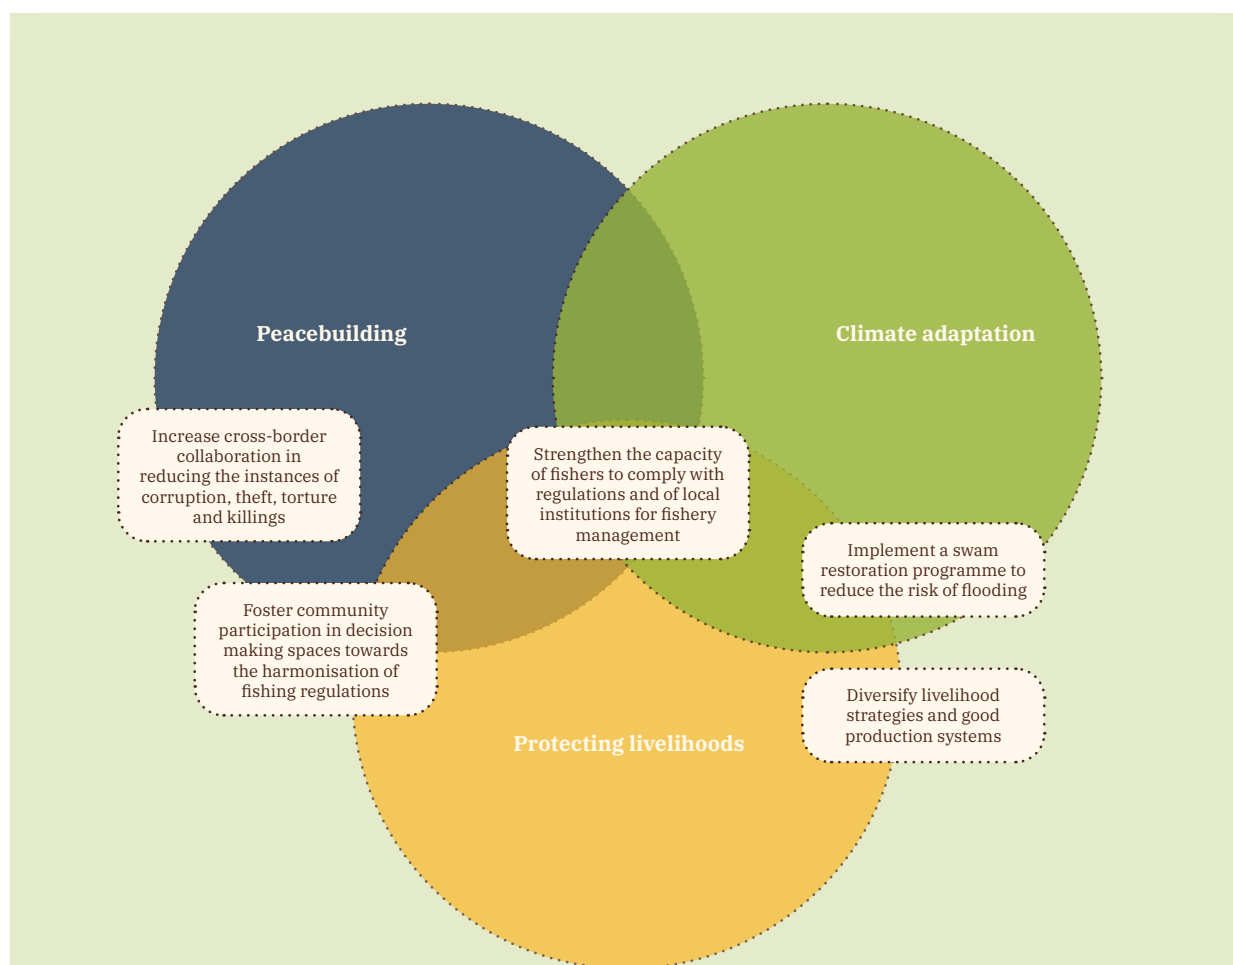 Peacebuilding
Climate adaptation
Increase cross-border
collaboration in
reducing the instances of
corruption, theft, torture
and killings
Strengthen the capacity
of fishers to comply with
regulations and of local
institutions for fishery
management
Implement a swam
restoration programme to
reduce the risk of flooding
Foster community
participation in decision
making spaces towards
the harmonisation of
fishing regulations
Diversify livelihood
strategies and good
production systems
Protecting livelihoods